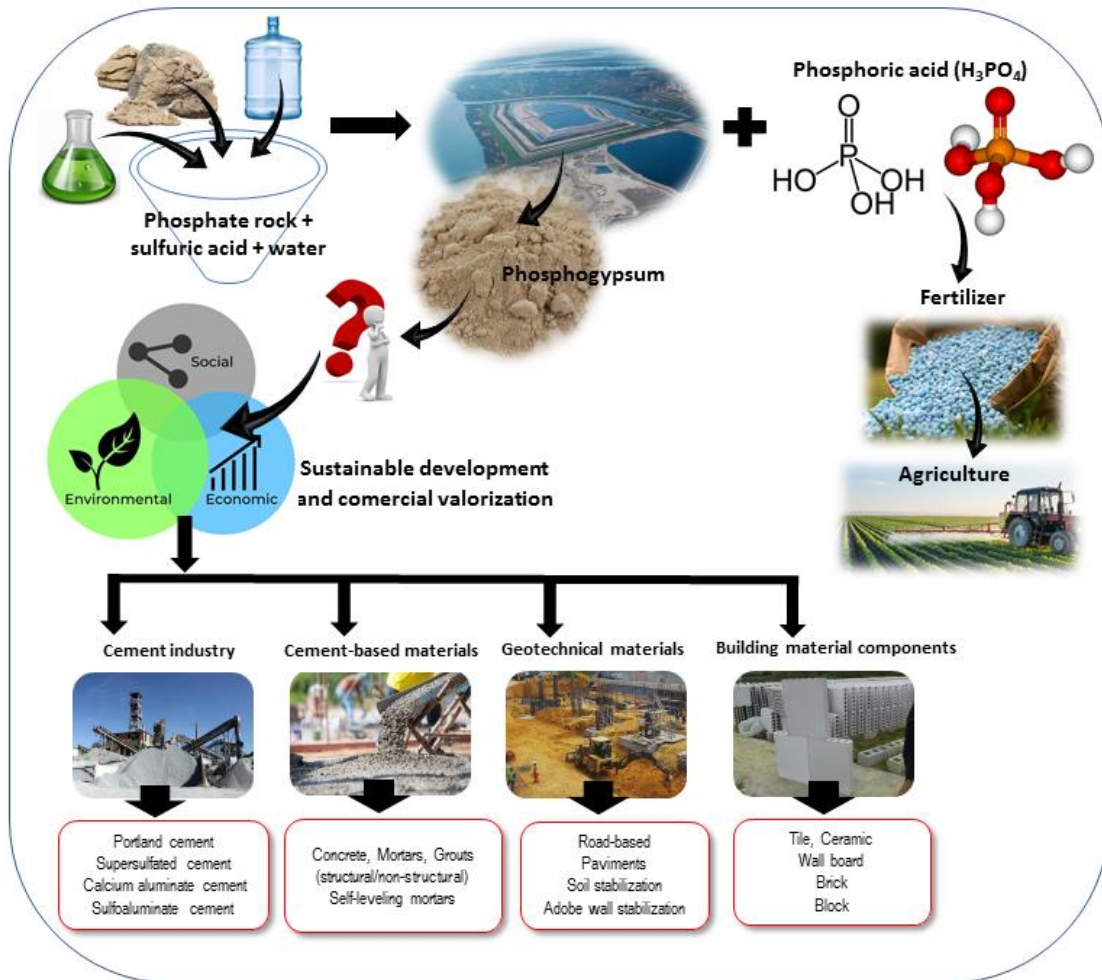 Phosphoric acid (H₃PO₄)
O
P
HO
OH
OH
Phosphate rock +
sulfuric acid + water
Phosphogypsum
Fertilizer
Social
Environmental
Economic
Sustainable development
and comercial valorization
Agriculture
Cement industry
Cement-based materials
Geotechnical materials
Building material components
Portland cement
Supersulfated cement
Calcium aluminate cement
Sulfoaluminate cement
Concrete, Mortars, Grouts
(structural/non-structural)
Self-leveling mortars
Road-based
Paviments
Soil stabilization
Adobe wall stabilization
Tile, Ceramic
Wall board
Brick
Block